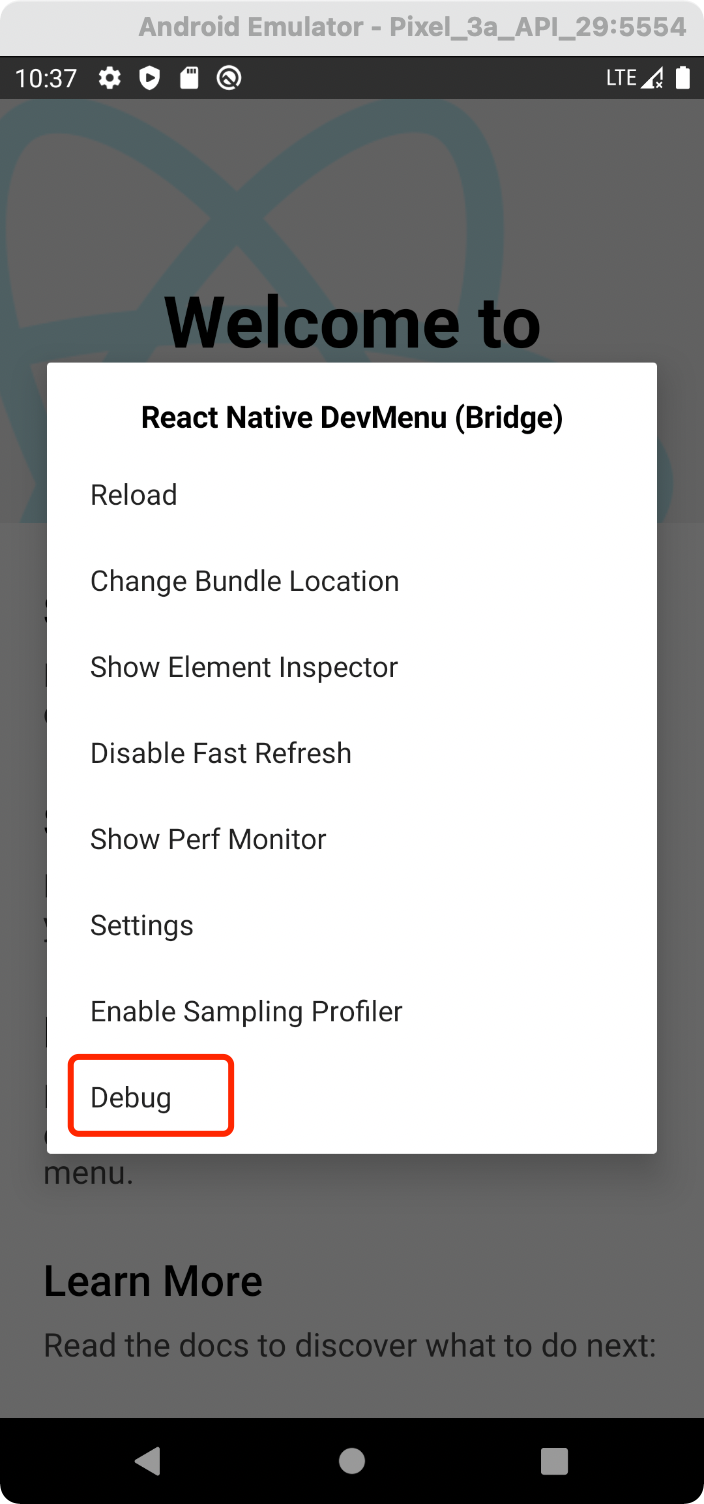 Android Emulator - Pixel_3a_API_29:5554
10:37 LTE
Welcome to
React Native DevMenu (Bridge)
Reload
Change Bundle Location
Show Element Inspector
Disable Fast Refresh
Show Perf Monitor
Settings
Enable Sampling Profiler
Debug
menu.
Learn More
Read the docs to discover what to do next: